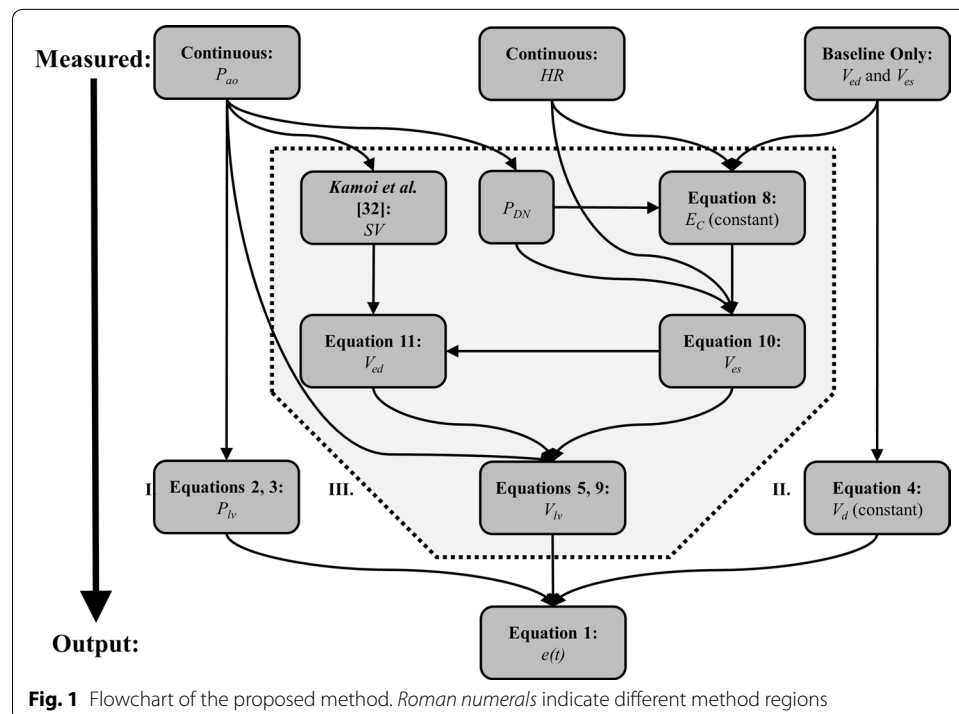 Measured:
Continuous:
P_ao
Continuous:
HR
Baseline Only:
V_ed and V_es
Kamoi et al.
[32]:
SV
P_DN
Equation 8:
E_C (constant)
Equation 11:
V_ed
Equation 10:
V_es
I.
Equations 2, 3:
P_lv
III.
Equations 5, 9:
V_lv
II.
Equation 4:
V_d (constant)
Output:
Equation 1:
e(t)
Fig. 1 Flowchart of the proposed method. Roman numerals indicate different method regions